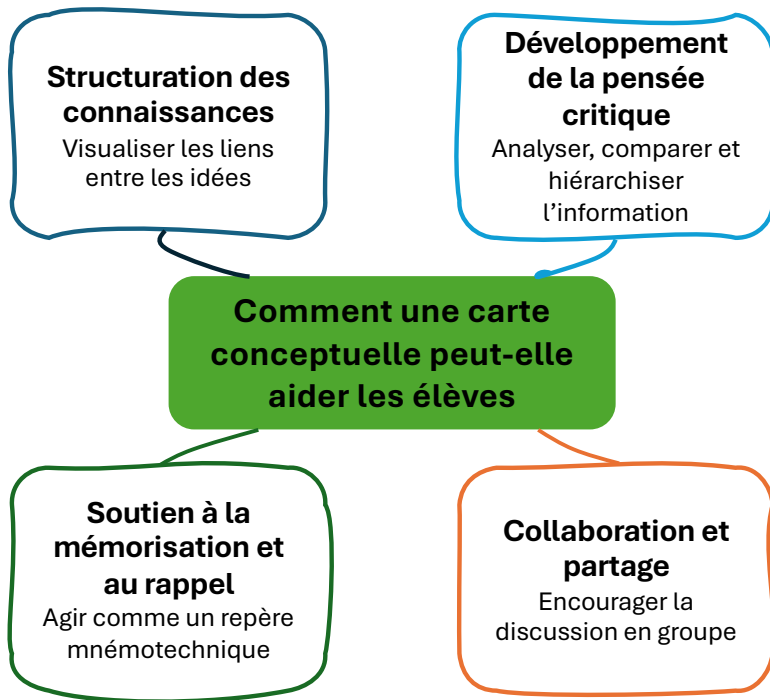 Structuration des
connaissances
Visualiser les liens
entre les idées
Développement
de la pensée
critique
Analyser, comparer et
hiérarchiser
l’information
Comment une carte
conceptuelle peut-elle
aider les élèves
Soutien à la
mémorisation et
au rappel
Agir comme un repère
mnémotechnique
Collaboration et
partage
Encourager la
discussion en groupe